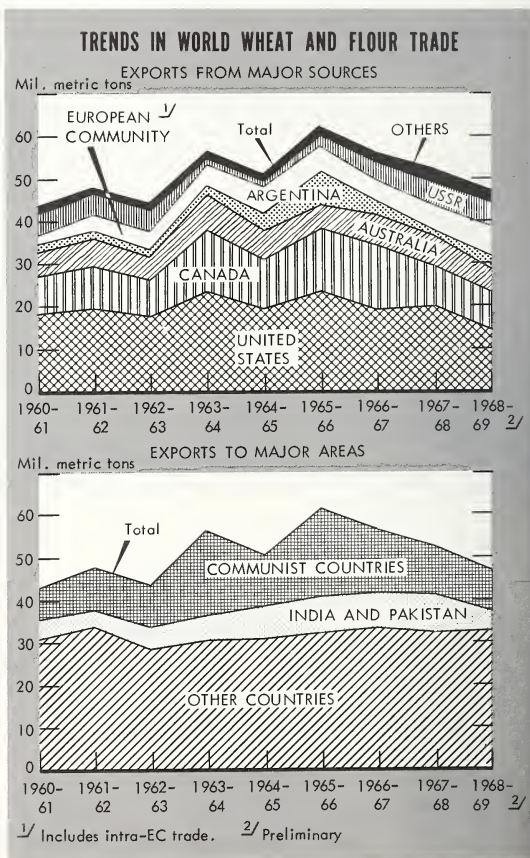 TRENDS IN WORLD WHEAT AND FLOUR TRADE
EXPORTS FROM MAJOR SOURCES
Mil. metric tons
EUROPEAN 1/
COMMUNITY
Total
OTHERS
USSR
ARGENTINA
AUSTRALIA
CANADA
UNITED
STATES
60
50
40
30
20
10
0
1960- 1961- 1962- 1963- 1964- 1965- 1966- 1967- 1968-
61 62 63 64 65 66 67 68 69 2/
EXPORTS TO MAJOR AREAS
Mil. metric tons
Total
COMMUNIST COUNTRIES
INDIA AND PAKISTAN
OTHER COUNTRIES
60
50
40
30
20
10
0
1960- 1961- 1962- 1963- 1964- 1965- 1966- 1967- 1968-
61 62 63 64 65 66 67 68 69 2/
1/ Includes intra-EC trade. 2/ Preliminary